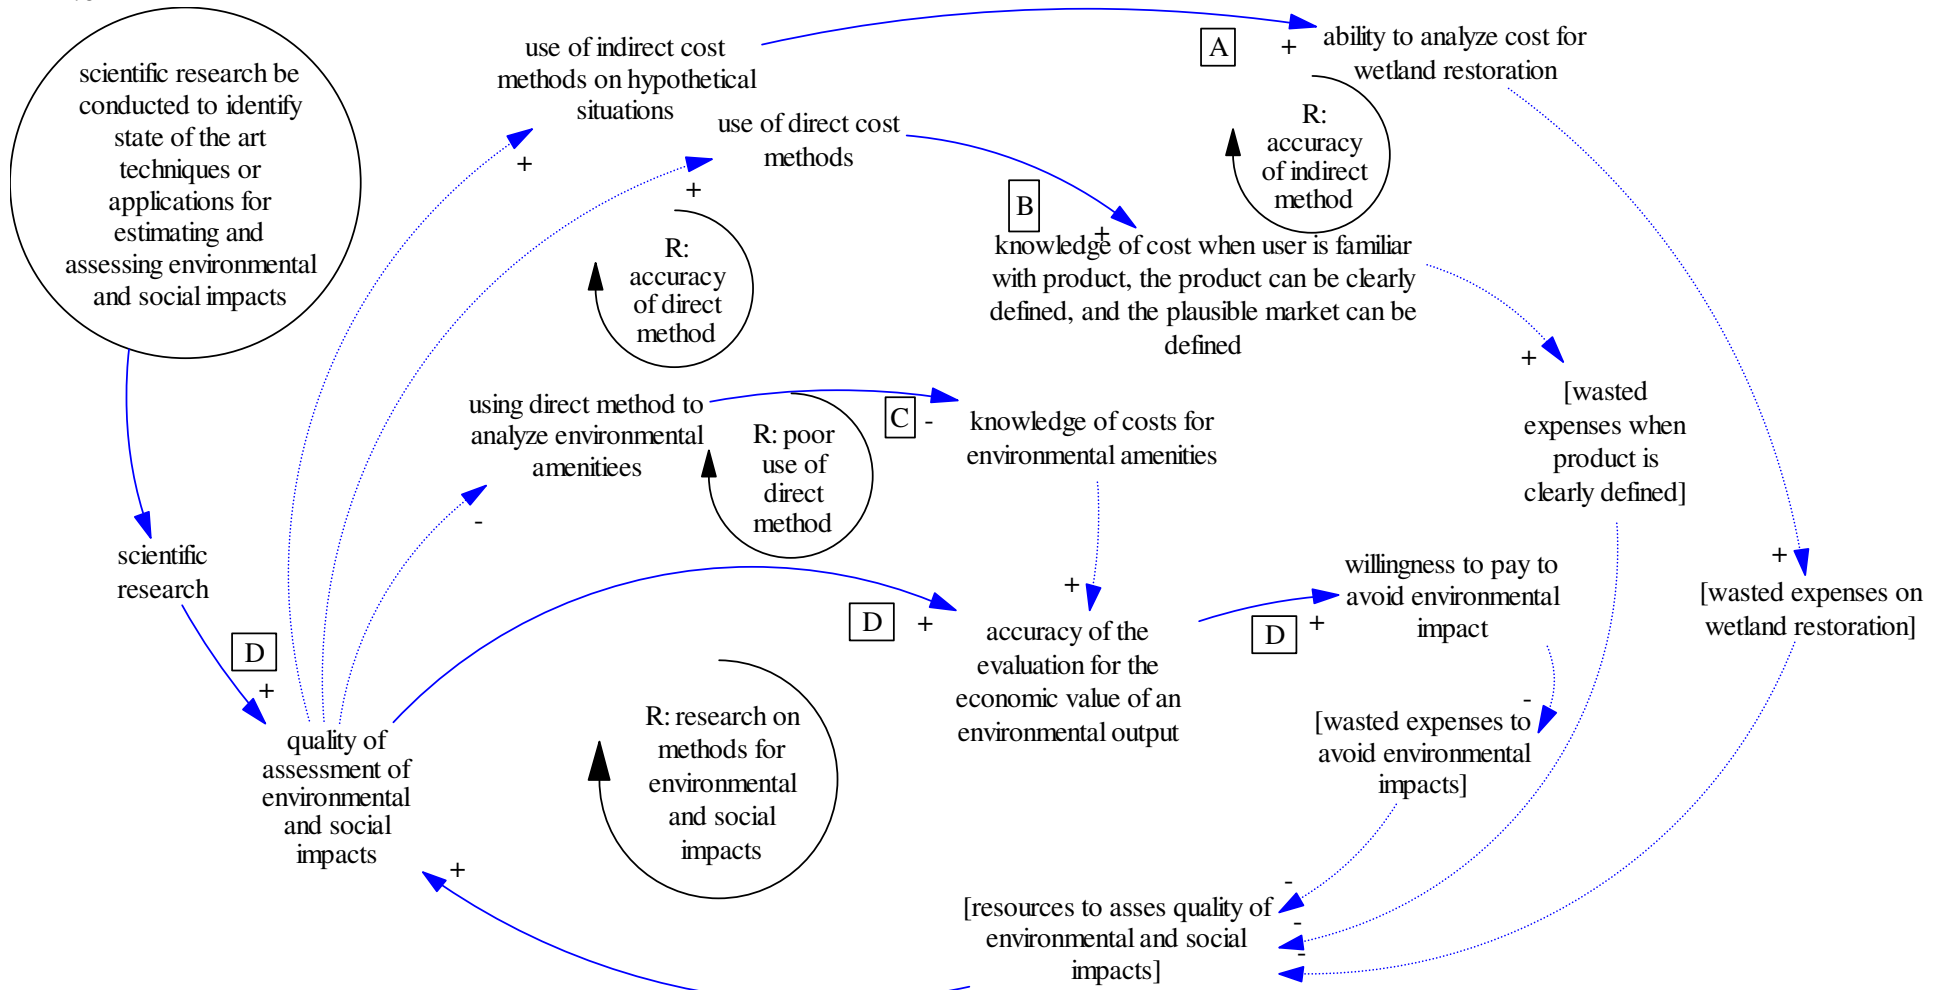 scientific research be
conducted to identify
state of the art
techniques or
applications for
estimating and
assessing environmental
and social impacts
use of indirect cost
methods on hypothetical
situations
+
use of direct cost
methods
+
A
+
ability to analyze cost for
wetland restoration
R:
accuracy
of indirect
method
B
+
knowledge of cost when user is familiar
with product, the product can be clearly
defined, and the plausible market can be
defined
R:
accuracy
of direct
method
+
[wasted
expenses when
product is
clearly defined]
using direct method to
analyze environmental
amenitiees
-
R: poor
use of
direct
method
C
-
knowledge of costs for
environmental amenities
scientific
research
D
+
D
+
+
accuracy of the
evaluation for the
economic value of an
environmental output
D
+
willingness to pay to
avoid environmental
impact
+
[wasted expenses on
wetland restoration]
-
[wasted expenses to
avoid environmental
impacts]
quality of
assessment of
environmental
and social
impacts
+
R: research on
methods for
environmental
and social
impacts
-
-
-
[resources to asses quality of
environmental and social
impacts]